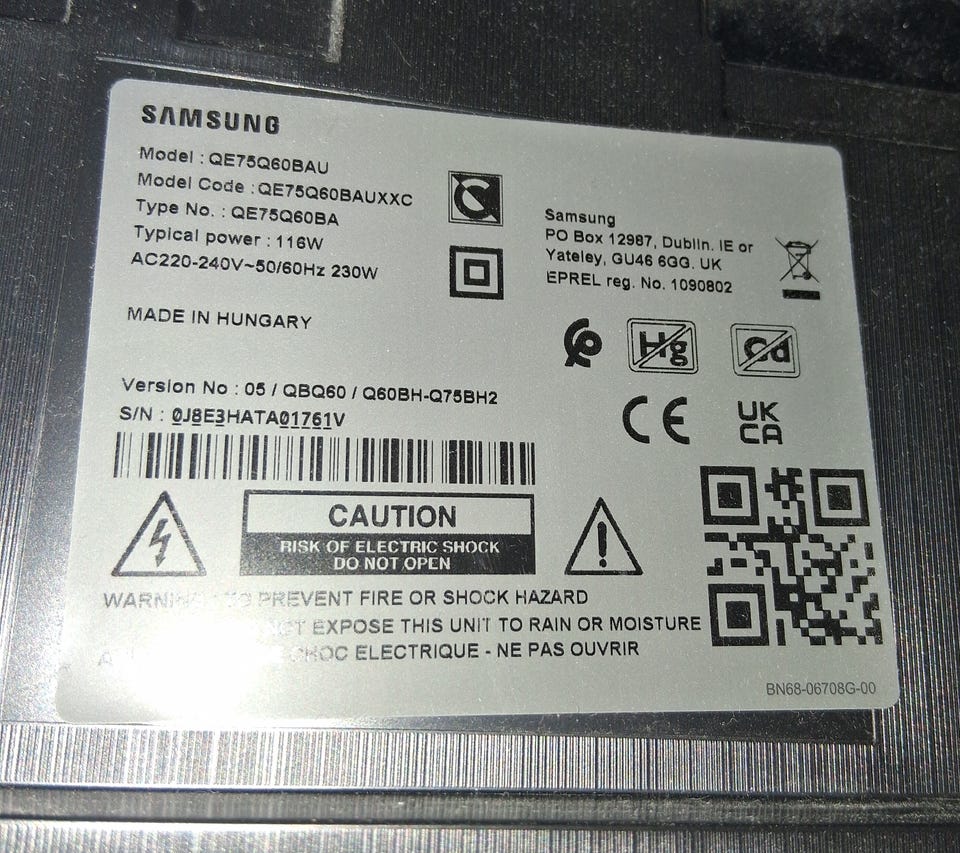 SAMSUNG
Model : QE75Q60BAU
Model Code : QE75Q60BAUXXC
Type No. : QE75Q60BA
Typical power : 116W
AC220-240V~50/60Hz 230W
MADE IN HUNGARY
Samsung
PO Box 12987, Dublin. IE or
Yateley, GU46 6GG. UK
EPREL reg. No. 1090802
Hg
Cd
Version No : 05 / QBQ60 / Q60BH-Q75BH2
S/N : 0J8E3HATA01761V
CE
UK
CA
CAUTION
RISK OF ELECTRIC SHOCK
DO NOT OPEN
PREVENT FIRE OR SHOCK HAZARD
EXPOSE THIS UNIT TO RAIN OR MOISTURE
ELECTRIQUE - NE PAS OUVRIR
BN68-06708G-00